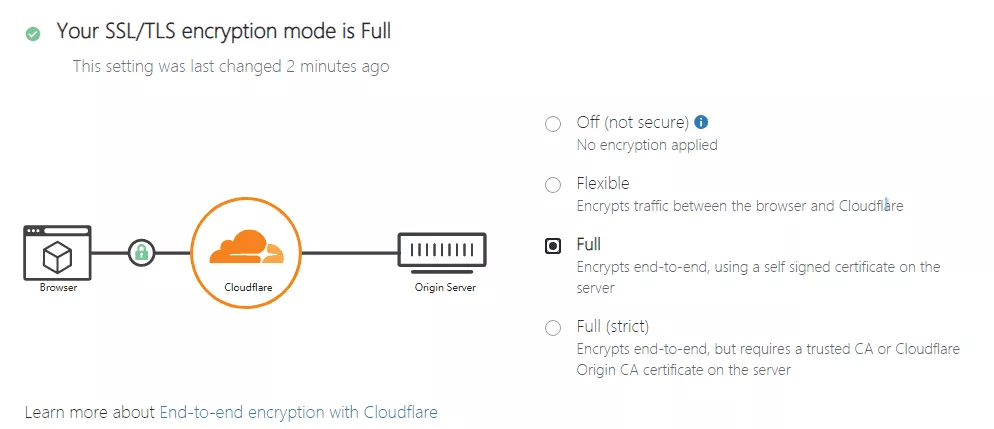 Your SSL/TLS encryption mode is Full
This setting was last changed 2 minutes ago
Off (not secure)
No encryption applied
Flexible
Encrypts traffic between the browser and Cloudflare
Full
Encrypts end-to-end, using a self signed certificate on the
server
Full (strict)
Encrypts end-to-end, but requires a trusted CA or Cloudflare
Origin CA certificate on the server
Browser
Cloudflare
Origin Server
Learn more about End-to-end encryption with Cloudflare